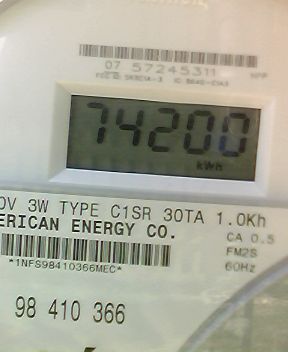 07 57245311
74200
kWh
0V 3W TYPE C1SR 30TA 1.0Kh
ERICAN ENERGY CO.
CA 0.5
FM2S
*1NFS98410366MEC*
60Hz
98 410 366